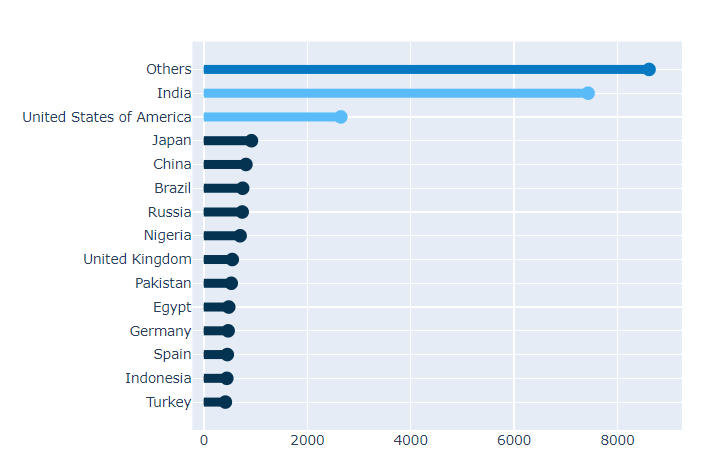 Others
India
United States of America
Japan
China
Brazil
Russia
Nigeria
United Kingdom
Pakistan
Egypt
Germany
Spain
Indonesia
Turkey
0 2000 4000 6000 8000